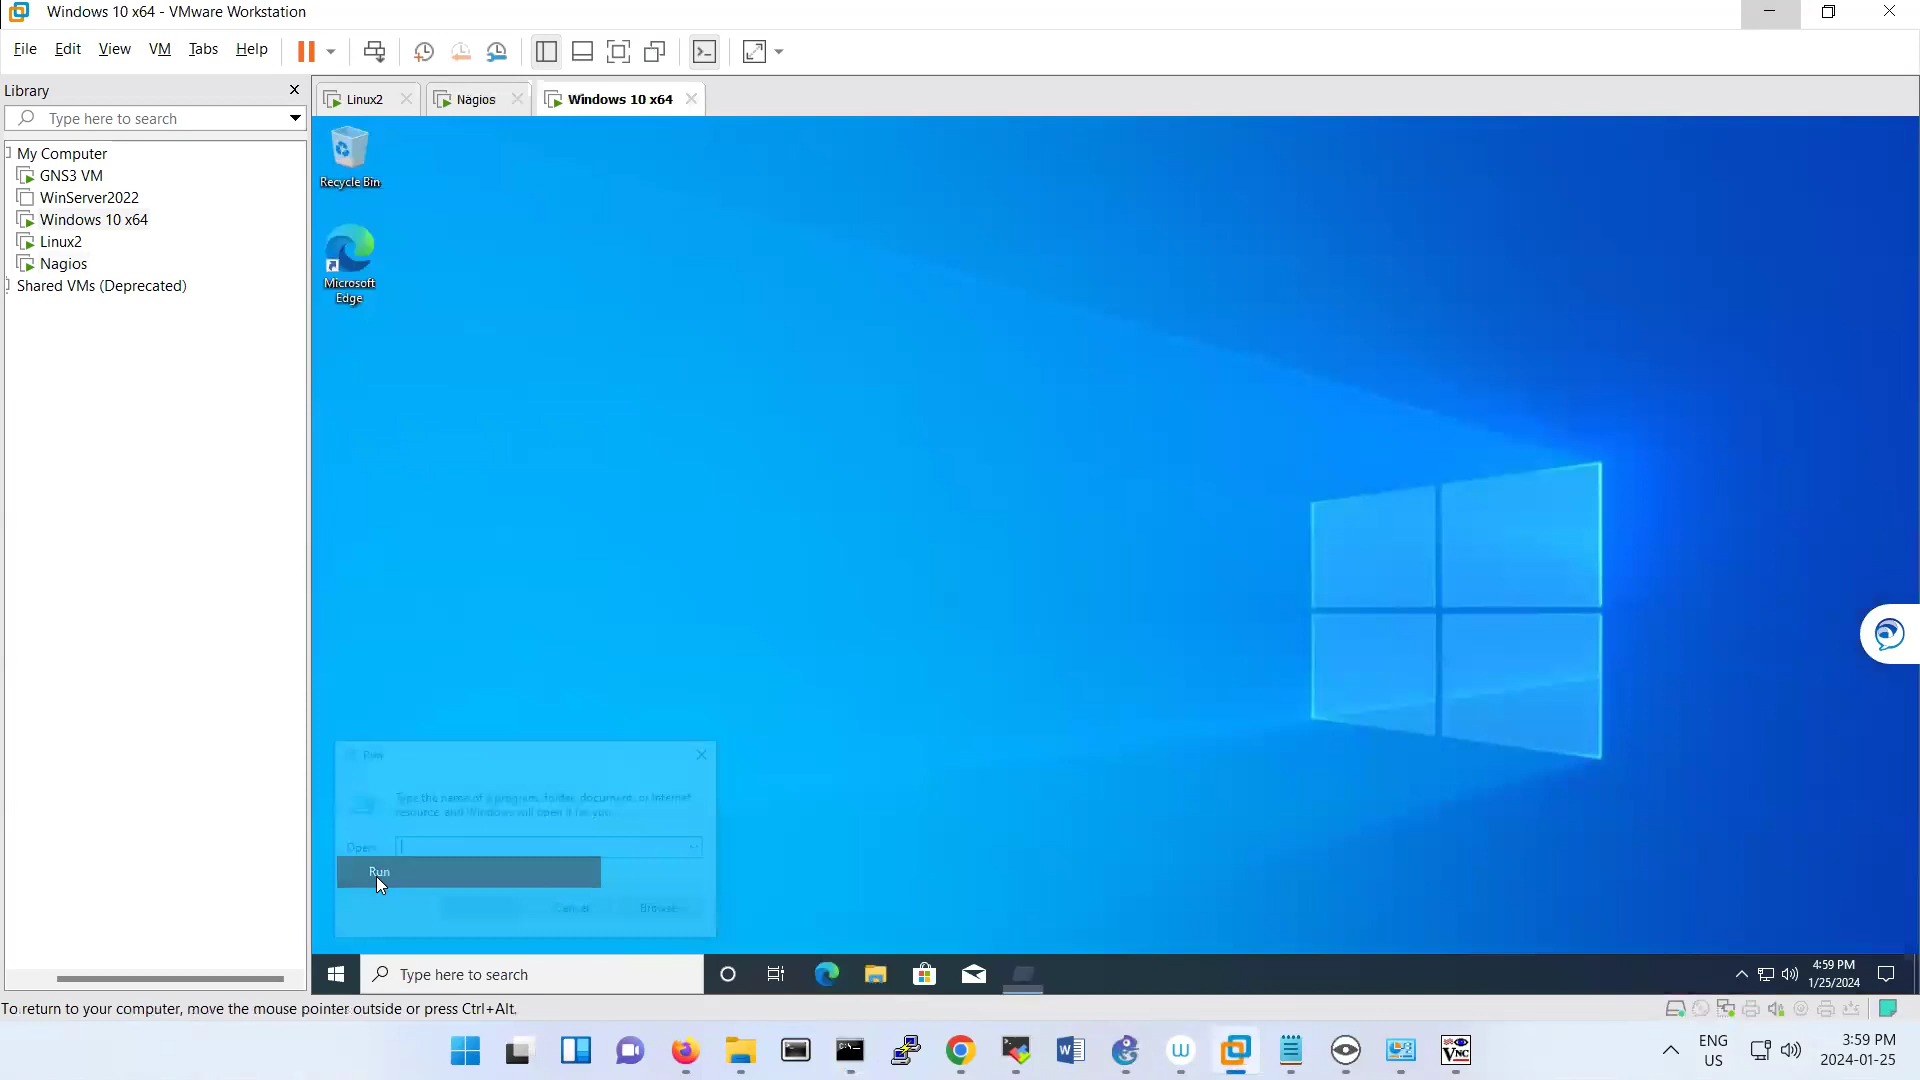 Windows 10 x64 - VMware Workstation
File Edit View VM Tabs Help
Library
Type here to search
My Computer
GNS3 VM
WinServer2022
Windows 10 x64
Linux2
Nagios
Shared VMs (Deprecated)
Linux2
Nagios
Windows 10 x64
Recycle Bin
Microsoft
Edge
Run
Type the name of a program, folder, document, or Internet
resource, and Windows will open it for you.
Open:
Run
Cancel
Browse...
Type here to search
4:59 PM
1/25/2024
To return to your computer, move the mouse pointer outside or press Ctrl+Alt.
ENG
US
3:59 PM
2024-01-25